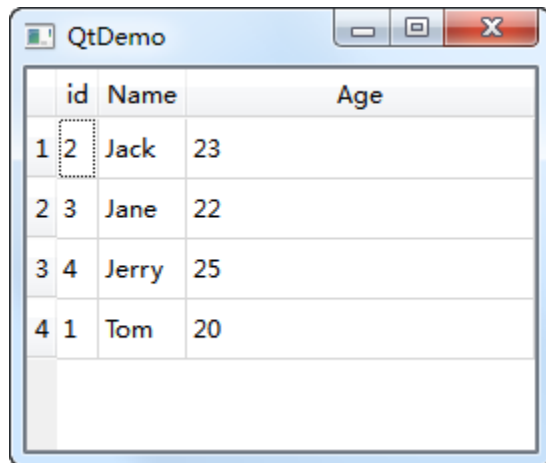 QtDemo
id Name Age
1 2 Jack 23
2 3 Jane 22
3 4 Jerry 25
4 1 Tom 20